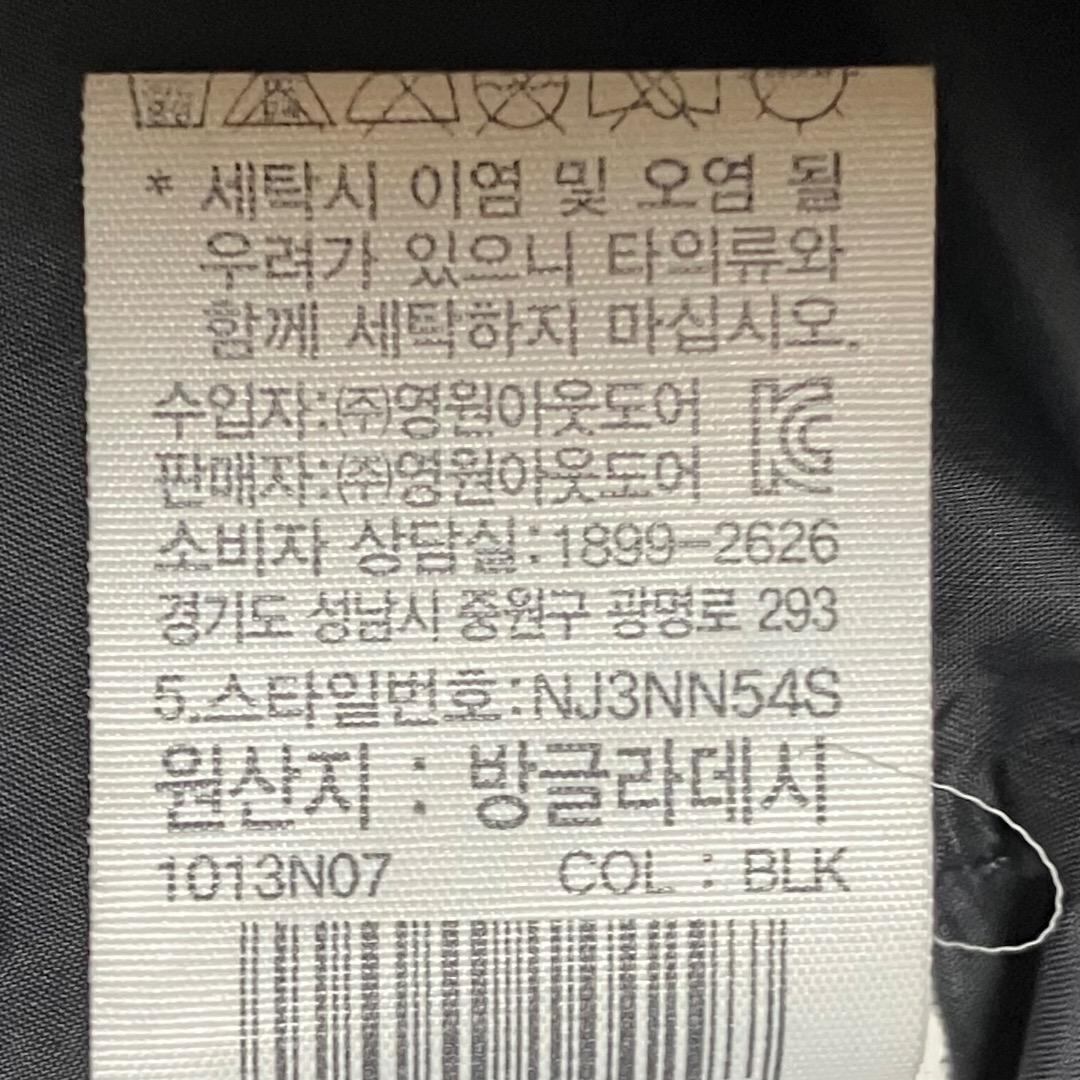 * 세탁시 이염 및 오염 될
우려가 있으니 타의류와
함께 세탁하지 마십시오.
수입자:㈜영원아웃도어
판매자:㈜영원아웃도어
소비자 상담실:1899-2626
경기도 성남시 중원구 광명로 293
5.스타일번호:NJ3NN54S
원산지 : 방글라데시
1013N07 COL : BLK